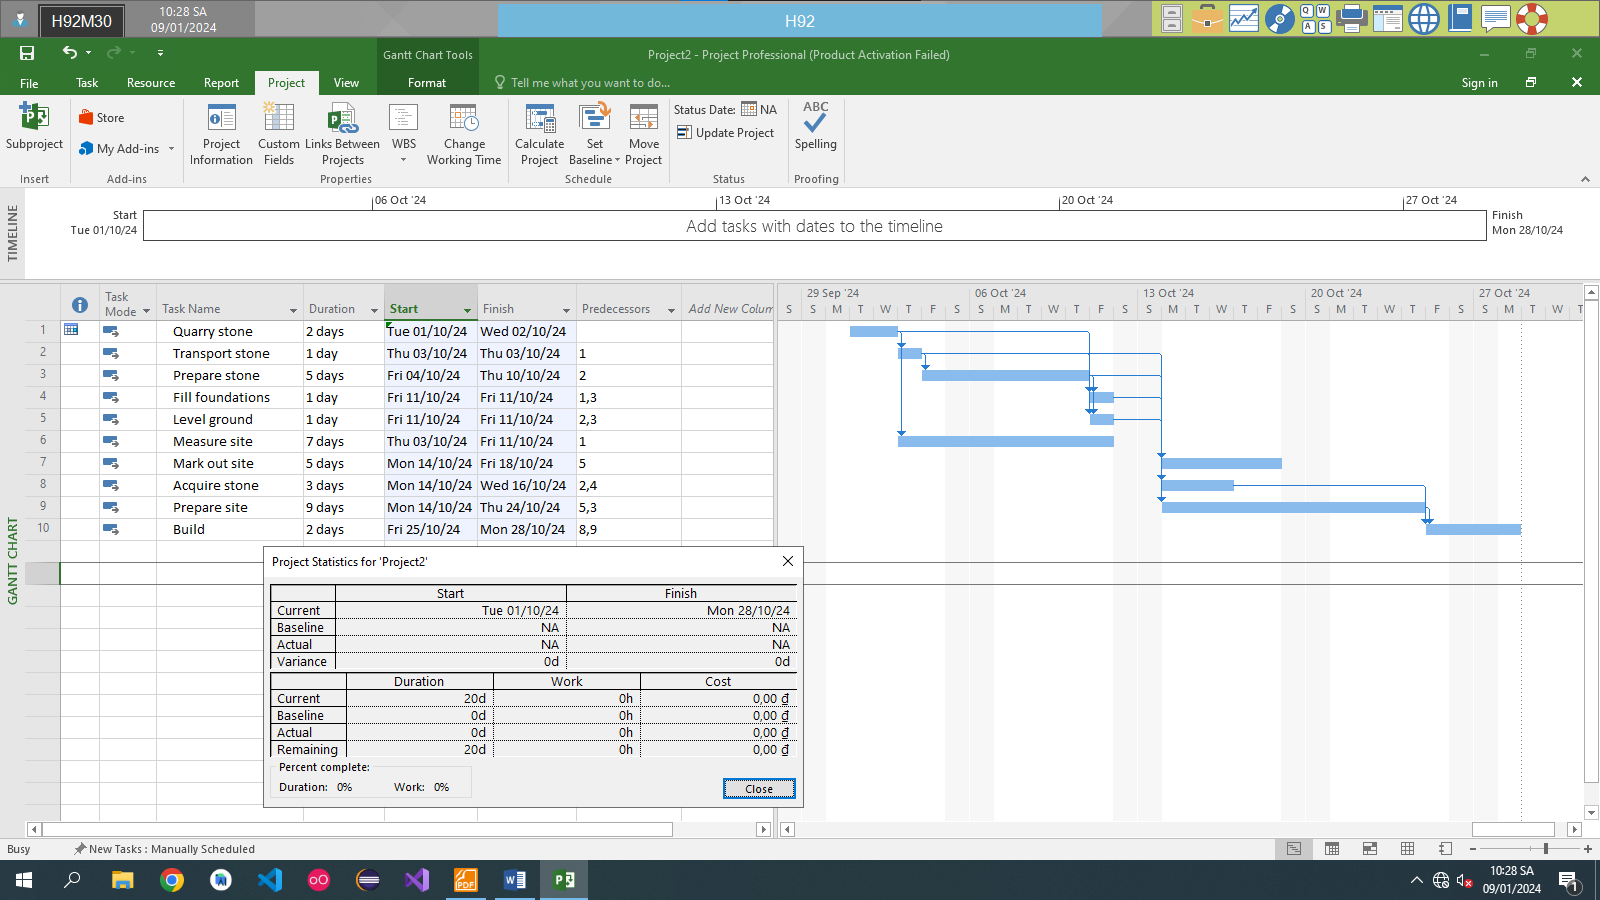 H92M30
10:28 SA
09/01/2024
H92
Q W
A S
Gantt Chart Tools
Project2 - Project Professional (Product Activation Failed)
File
Task
Resource
Report
Project
View
Format
Tell me what you want to do...
Sign in
Subproject
Store
My Add-ins
Project Information
Custom Fields
Links Between Projects
WBS
Change Working Time
Calculate Project
Set Baseline
Move Project
Status Date: NA
Update Project
ABC
Spelling
Insert
Add-ins
Properties
Schedule
Status
Proofing
TIMELINE
06 Oct '24
13 Oct '24
20 Oct '24
27 Oct '24
Start
Tue 01/10/24
Add tasks with dates to the timeline
Finish
Mon 28/10/24
GANTT CHART
Task Mode Task Name Duration Start Finish Predecessors Add New Colum
29 Sep '24 06 Oct '24 13 Oct '24 20 Oct '24 27 Oct '24
S S M T W T F S S M T W T F S S M T W T F S S M T W T F S S M T W T
1 Quarry stone 2 days Tue 01/10/24 Wed 02/10/24
2 Transport stone 1 day Thu 03/10/24 Thu 03/10/24 1
3 Prepare stone 5 days Fri 04/10/24 Thu 10/10/24 2
4 Fill foundations 1 day Fri 11/10/24 Fri 11/10/24 1,3
5 Level ground 1 day Fri 11/10/24 Fri 11/10/24 2,3
6 Measure site 7 days Thu 03/10/24 Fri 11/10/24 1
7 Mark out site 5 days Mon 14/10/24 Fri 18/10/24 5
8 Acquire stone 3 days Mon 14/10/24 Wed 16/10/24 2,4
9 Prepare site 9 days Mon 14/10/24 Thu 24/10/24 5,3
10 Build 2 days Fri 25/10/24 Mon 28/10/24 8,9
Project Statistics for 'Project2'
Start Finish
Current Tue 01/10/24 Mon 28/10/24
Baseline NA NA
Actual NA NA
Variance 0d 0d
Duration Work Cost
Current 20d 0h 0,00 ₫
Baseline 0d 0h 0,00 ₫
Actual 0d 0h 0,00 ₫
Remaining 20d 0h 0,00 ₫
Percent complete:
Duration: 0% Work: 0%
Close
Busy
New Tasks : Manually Scheduled
PDF
10:28 SA
09/01/2024
1